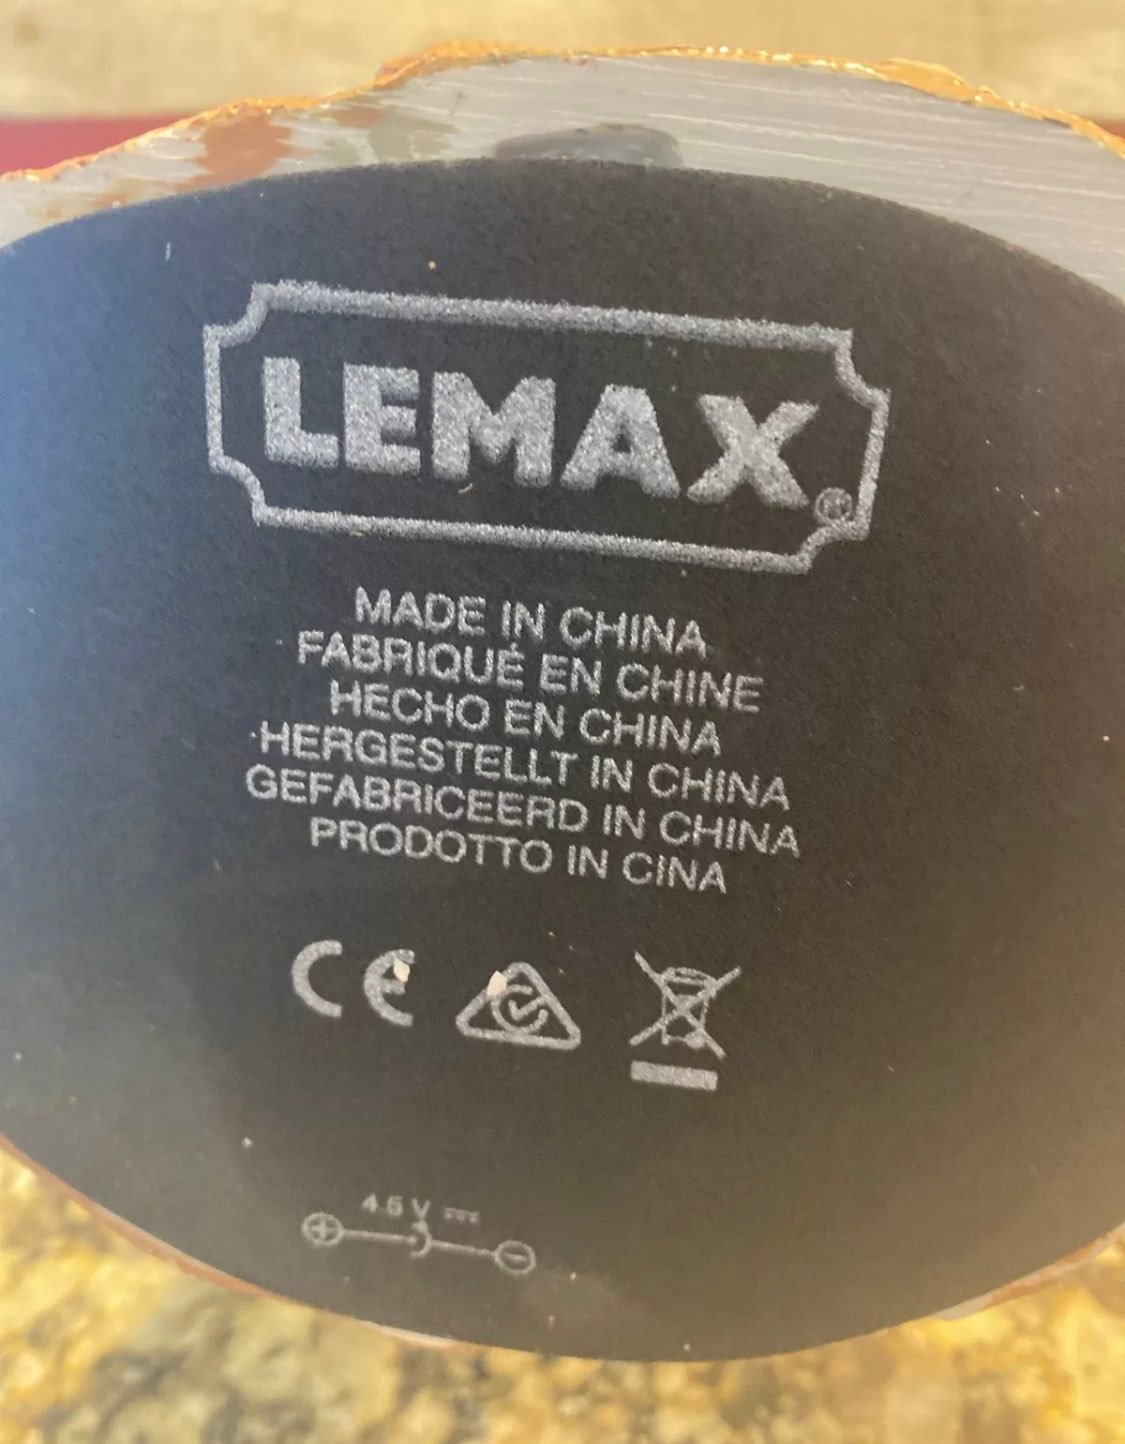 LEMAX®
MADE IN CHINA
FABRIQUÉ EN CHINE
HECHO EN CHINA
HERGESTELLT IN CHINA
GEFABRICEERD IN CHINA
PRODOTTO IN CINA
CE
4.5 V